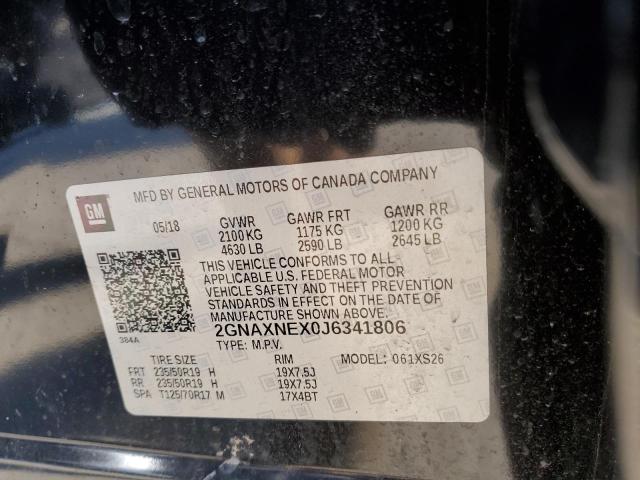 MFD BY GENERAL MOTORS OF CANADA COMPANY
GM
05/18 GVWR GAWR FRT GAWR RR
2100 KG 1175 KG 1200 KG
4630 LB 2590 LB 2645 LB
THIS VEHICLE CONFORMS TO ALL
APPLICABLE U.S. FEDERAL MOTOR
VEHICLE SAFETY AND THEFT PREVENTION
STANDARDS IN EFFECT ON THE DATE OF
MANUFACTURE SHOWN ABOVE.
384A
2GNAXNEX0J6341806
TYPE: M.P.V. MODEL: 061XS26
TIRE SIZE RIM
FRT 235/50R19 H 19X7.5J
RR 235/50R19 H 19X7.5J
SPA T125/70R17 M 17X4BT